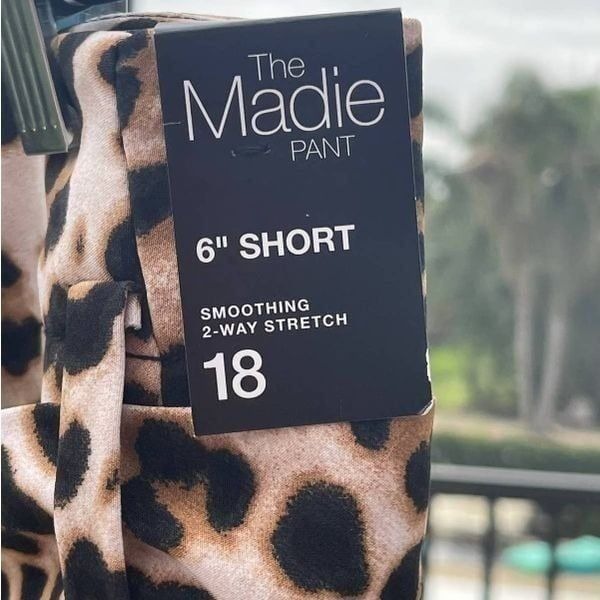 The
Madie
PANT
6" SHORT
SMOOTHING
2-WAY STRETCH
18